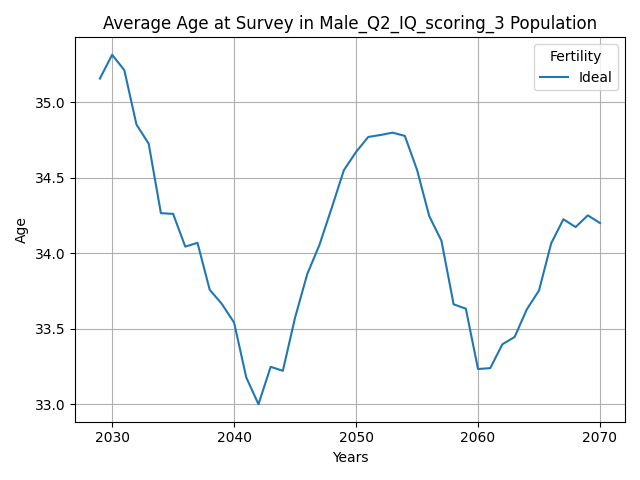 Average Age at Survey in Male_Q2_IQ_scoring_3 Population
Fertility
Ideal
Age
35.0
34.5
34.0
33.5
33.0
2030 2040 2050 2060 2070
Years